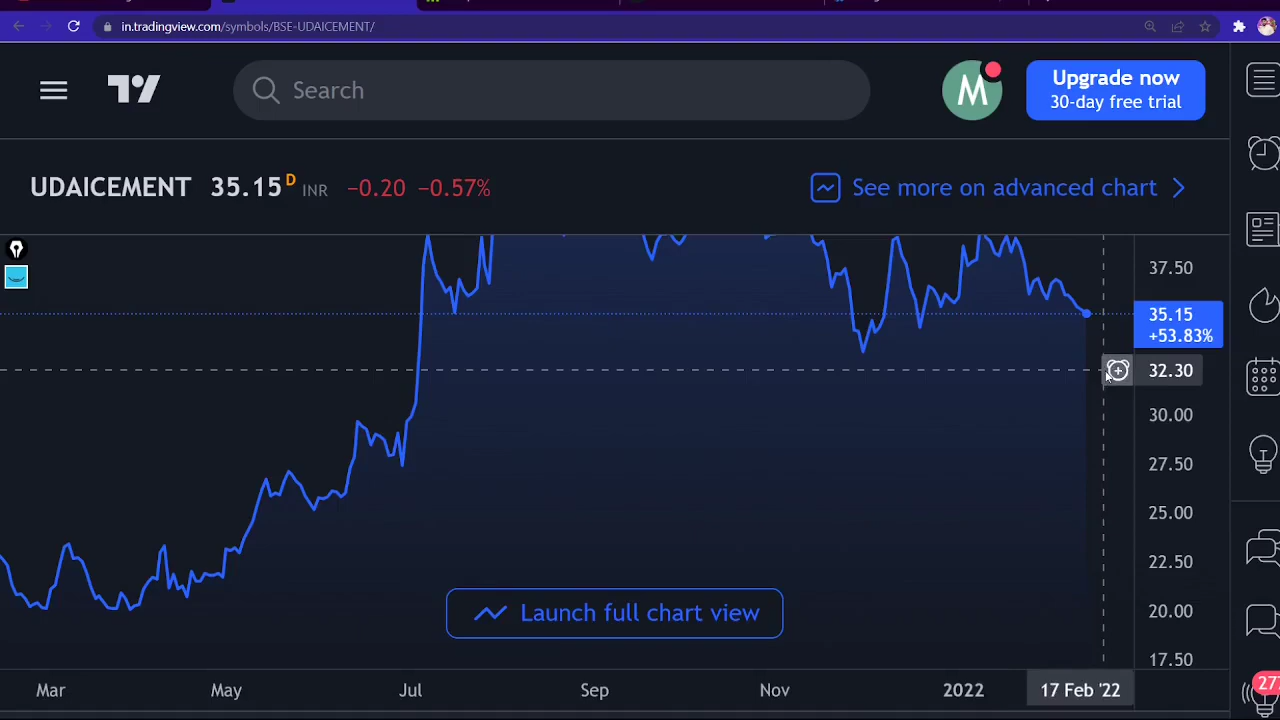 in.tradingview.com/symbols/BSE-UDAICEMENT/
Search
M
Upgrade now
30-day free trial
UDAICEMENT 35.15 D INR −0.20 −0.57%
See more on advanced chart
37.50
35.15
+53.83%
32.30
30.00
27.50
25.00
22.50
20.00
17.50
Launch full chart view
Mar May Jul Sep Nov 2022 17 Feb '22